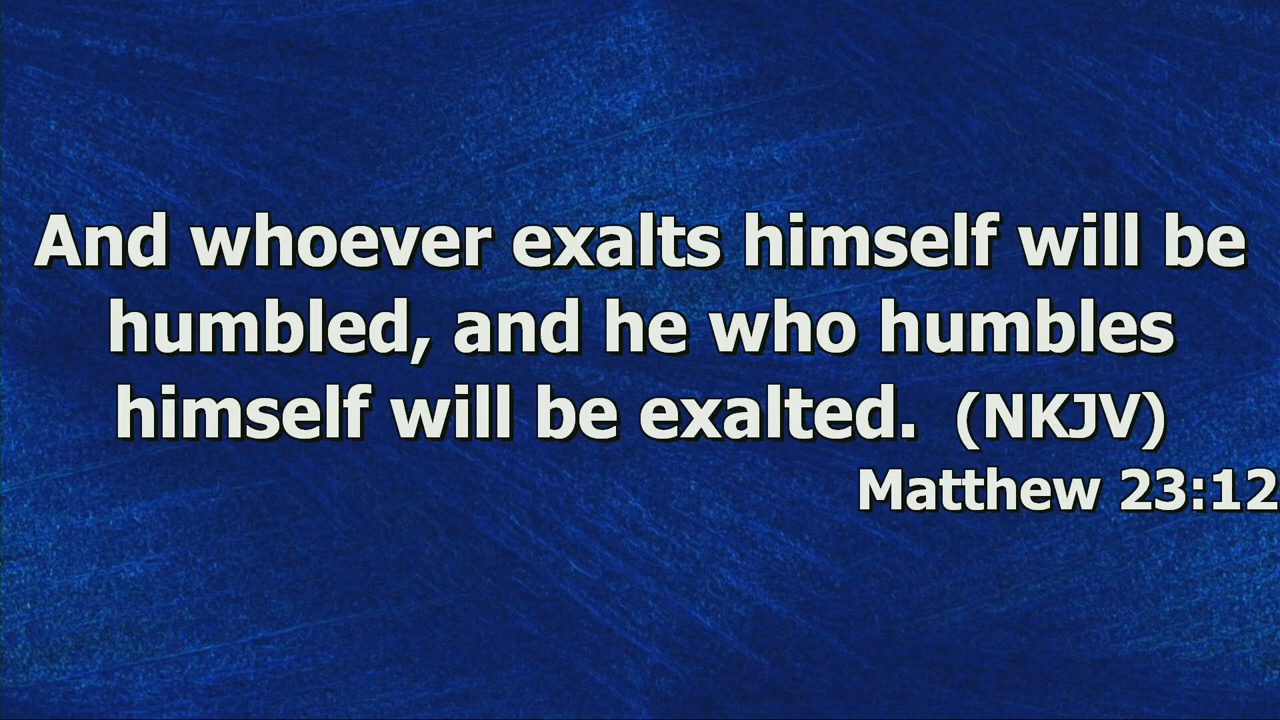 And whoever exalts himself will be
humbled, and he who humbles
himself will be exalted. (NKJV)
Matthew 23:12